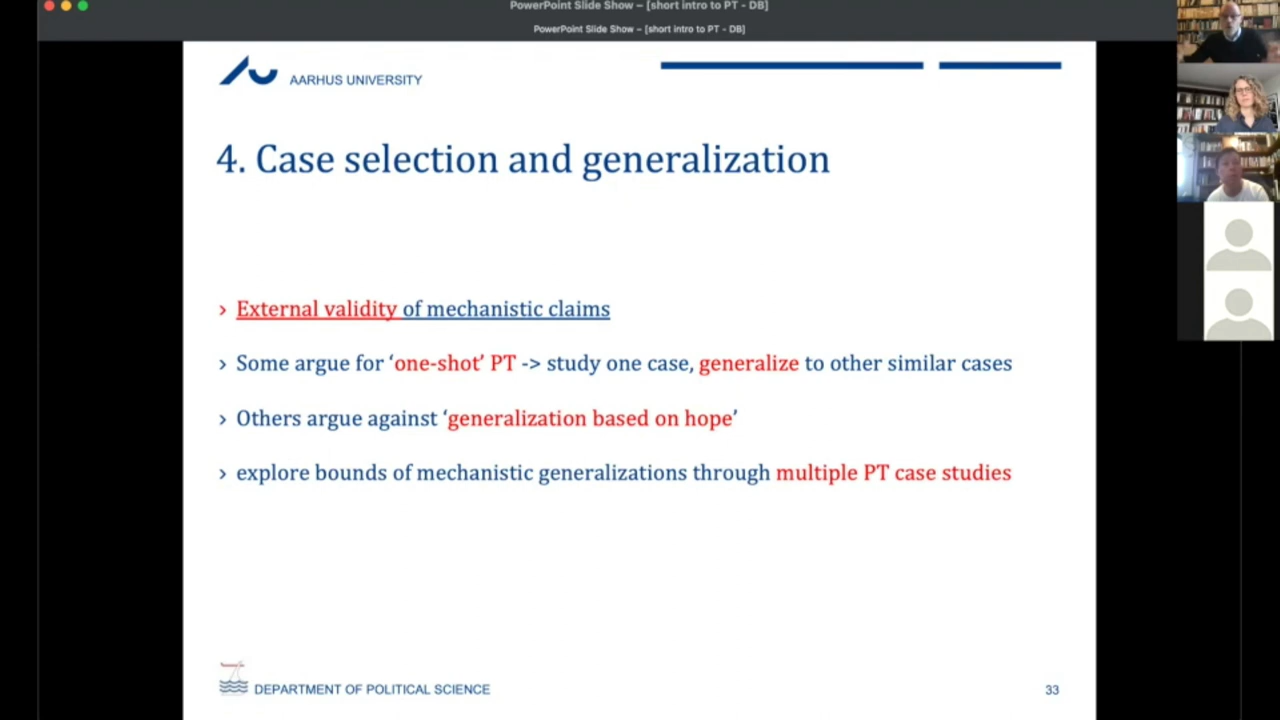 PowerPoint Slide Show – [short intro to PT - DB]
PowerPoint Slide Show – [short intro to PT - DB]
AARHUS UNIVERSITY
4. Case selection and generalization
› External validity of mechanistic claims
› Some argue for ‘one-shot’ PT -> study one case, generalize to other similar cases
› Others argue against ‘generalization based on hope’
› explore bounds of mechanistic generalizations through multiple PT case studies
DEPARTMENT OF POLITICAL SCIENCE
33